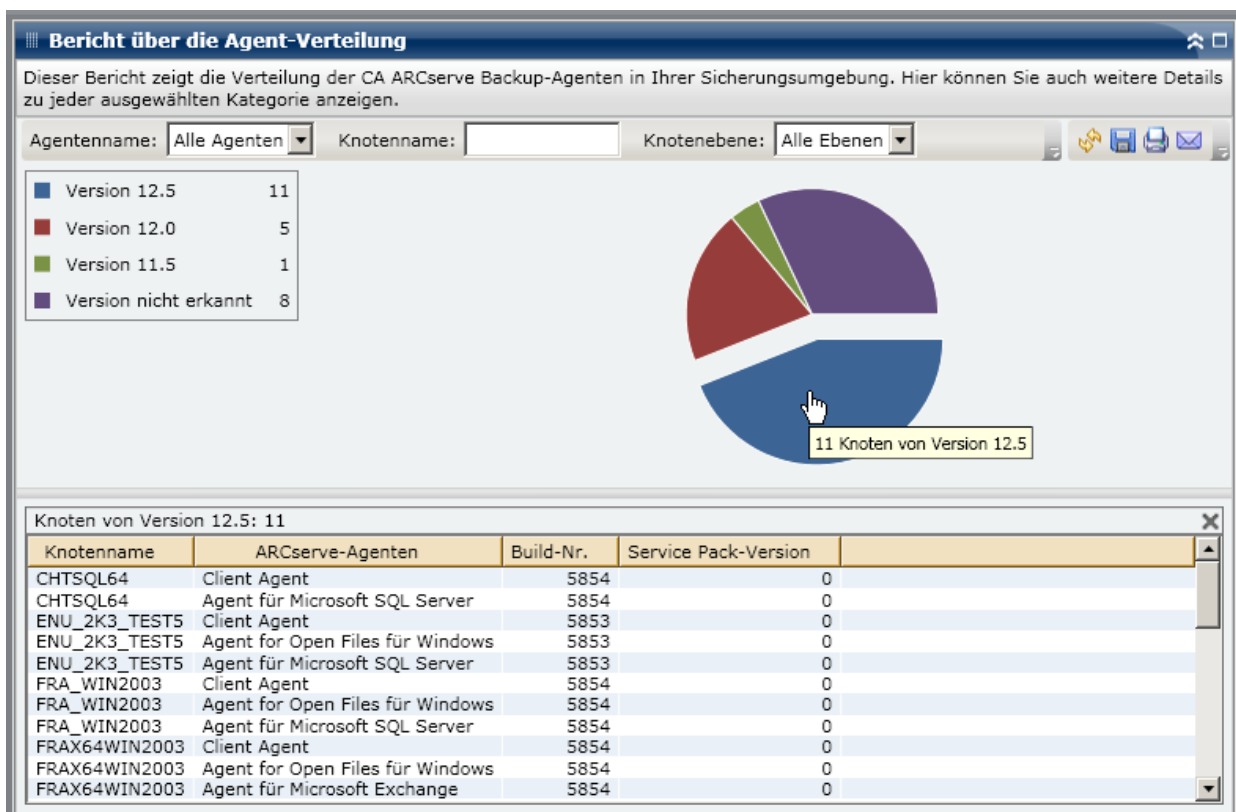 Bericht über die Agent-Verteilung
Dieser Bericht zeigt die Verteilung der CA ARCserve Backup-Agenten in Ihrer Sicherungsumgebung. Hier können Sie auch weitere Details
zu jeder ausgewählten Kategorie anzeigen.
Agentenname: Alle Agenten Knotenname: Knotenebene: Alle Ebenen
Version 12.5 11
Version 12.0 5
Version 11.5 1
Version nicht erkannt 8
11 Knoten von Version 12.5
Knoten von Version 12.5: 11
Knotenname ARCserve-Agenten Build-Nr. Service Pack-Version
CHTSQL64 Client Agent 5854 0
CHTSQL64 Agent für Microsoft SQL Server 5854 0
ENU_2K3_TEST5 Client Agent 5853 0
ENU_2K3_TEST5 Agent for Open Files für Windows 5853 0
ENU_2K3_TEST5 Agent für Microsoft SQL Server 5853 0
FRA_WIN2003 Client Agent 5854 0
FRA_WIN2003 Agent for Open Files für Windows 5854 0
FRA_WIN2003 Agent für Microsoft SQL Server 5854 0
FRAX64WIN2003 Client Agent 5854 0
FRAX64WIN2003 Agent for Open Files für Windows 5854 0
FRAX64WIN2003 Agent für Microsoft Exchange 5854 0